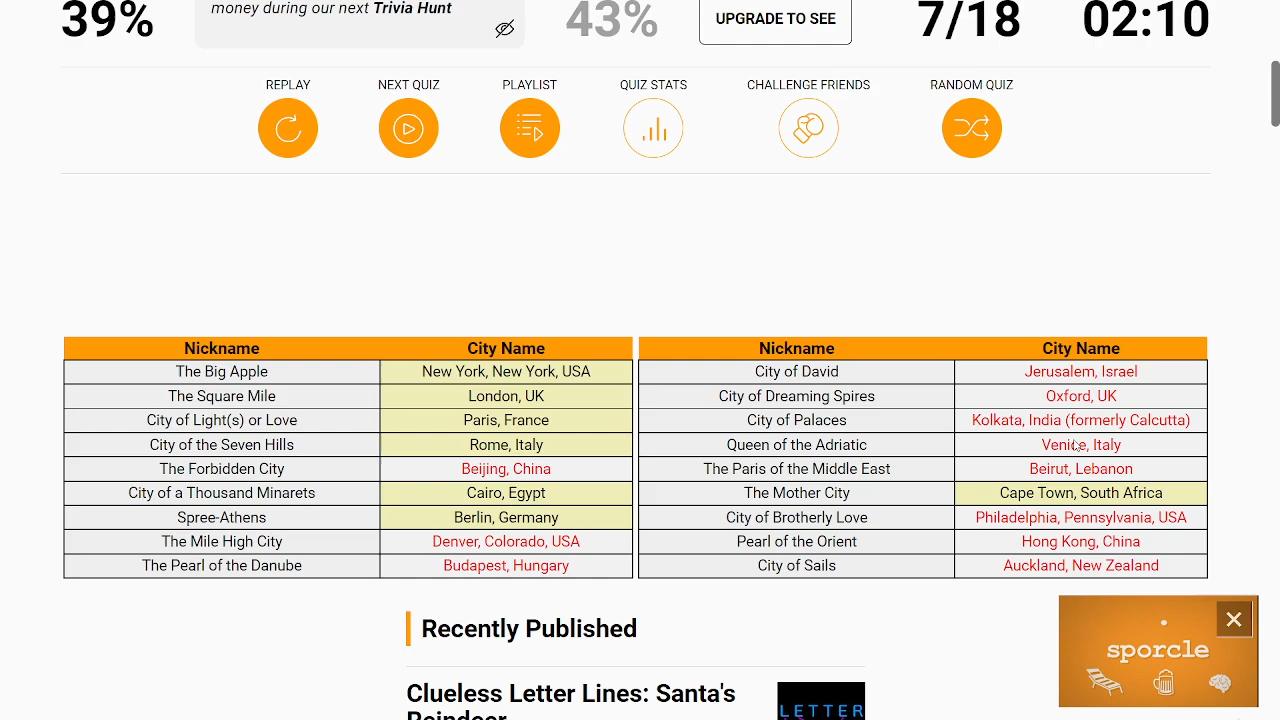 39%
money during our next Trivia Hunt
43%
UPGRADE TO SEE
7/18
02:10
REPLAY
NEXT QUIZ
PLAYLIST
QUIZ STATS
CHALLENGE FRIENDS
RANDOM QUIZ
Nickname City Name
The Big Apple New York, New York, USA
The Square Mile London, UK
City of Light(s) or Love Paris, France
City of the Seven Hills Rome, Italy
The Forbidden City Beijing, China
City of a Thousand Minarets Cairo, Egypt
Spree-Athens Berlin, Germany
The Mile High City Denver, Colorado, USA
The Pearl of the Danube Budapest, Hungary
Nickname City Name
City of David Jerusalem, Israel
City of Dreaming Spires Oxford, UK
City of Palaces Kolkata, India (formerly Calcutta)
Queen of the Adriatic Venice, Italy
The Paris of the Middle East Beirut, Lebanon
The Mother City Cape Town, South Africa
City of Brotherly Love Philadelphia, Pennsylvania, USA
Pearl of the Orient Hong Kong, China
City of Sails Auckland, New Zealand
Recently Published
Clueless Letter Lines: Santa's
Reindeer
LETTER
sporcle